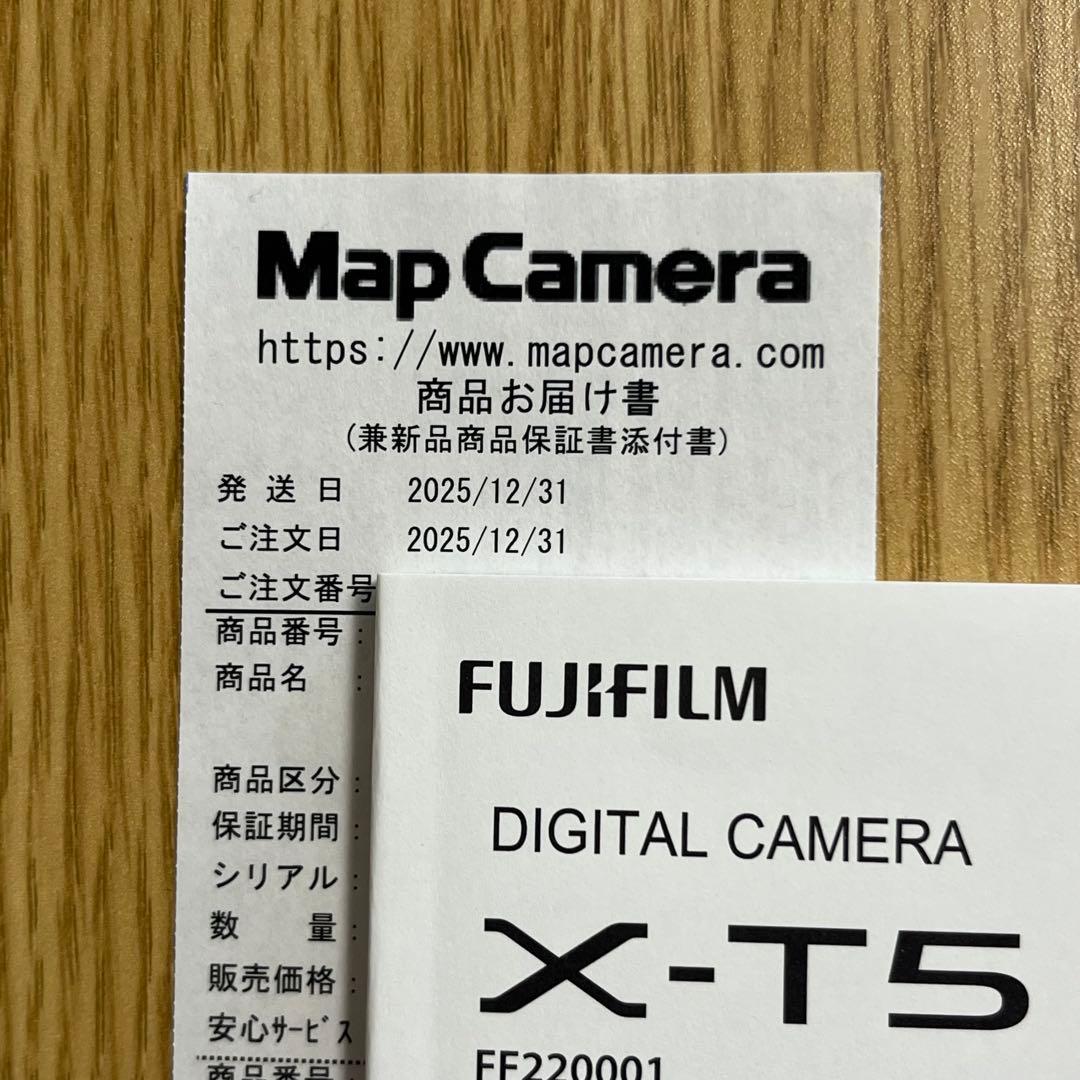 Map Camera
https://www.mapcamera.com
商品お届け書
(兼新品商品保証書添付書)
発 送 日 2025/12/31
ご注文日 2025/12/31
ご注文番号
商品番号:
商品名 :
商品区分:
保証期間:
シリアル:
数 量:
販売価格:
安心ｻｰﾋﾞｽ
商品番号:
FUJIFILM
DIGITAL CAMERA
X-T5
FF220001